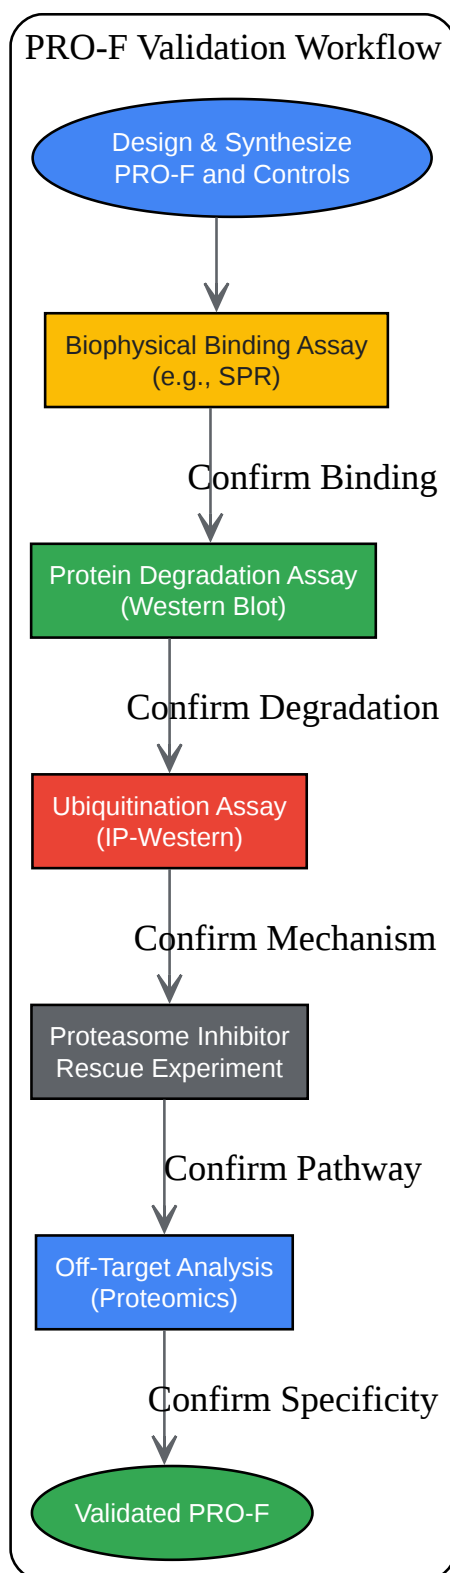 PRO-F Validation Workflow
Design & Synthesize
PRO-F and Controls
Biophysical Binding Assay
(e.g., SPR)
Confirm Binding
Protein Degradation Assay
(Western Blot)
Confirm Degradation
Ubiquitination Assay
(IP-Western)
Confirm Mechanism
Proteasome Inhibitor
Rescue Experiment
Confirm Pathway
Off-Target Analysis
(Proteomics)
Confirm Specificity
Validated PRO-F